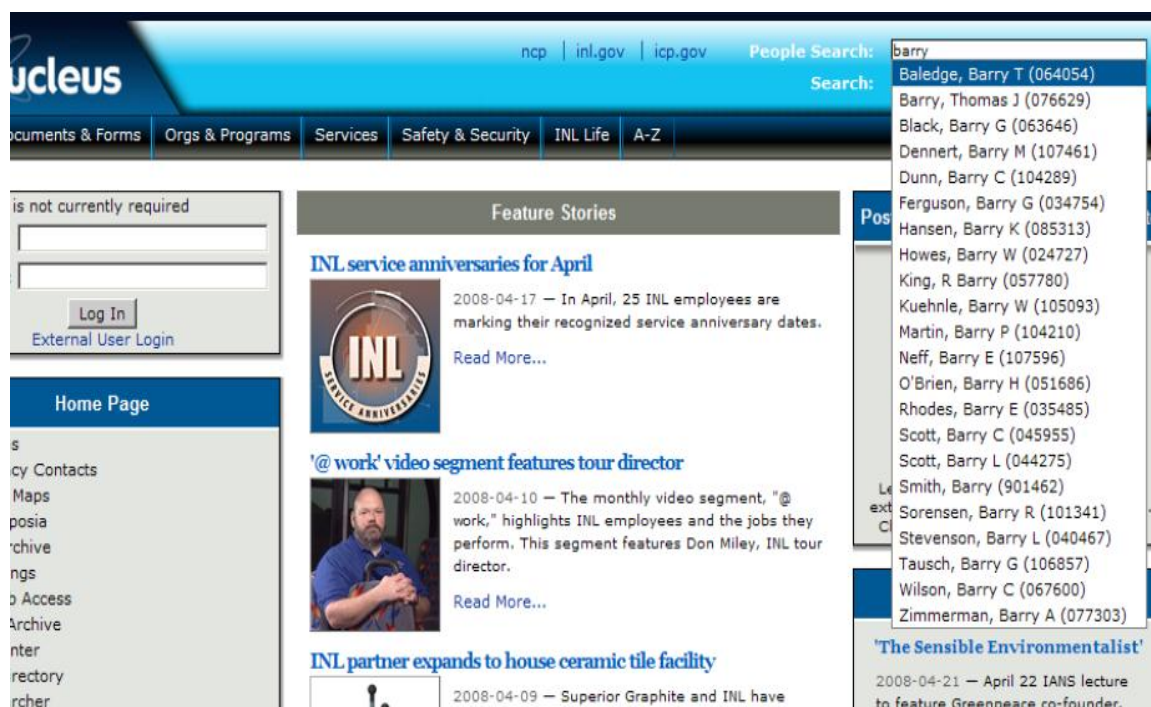 ucleus
ncp | inl.gov | icp.gov
People Search:
barry
Search:
Baledge, Barry T (064054)
Barry, Thomas J (076629)
Black, Barry G (063646)
Dennert, Barry M (107461)
Dunn, Barry C (104289)
Ferguson, Barry G (034754)
Hansen, Barry K (085313)
Howes, Barry W (024727)
King, R Barry (057780)
Kuehnle, Barry W (105093)
Martin, Barry P (104210)
Neff, Barry E (107596)
O'Brien, Barry H (051686)
Rhodes, Barry E (035485)
Scott, Barry C (045955)
Scott, Barry L (044275)
Smith, Barry (901462)
Sorensen, Barry R (101341)
Stevenson, Barry L (040467)
Tausch, Barry G (106857)
Wilson, Barry C (067600)
Zimmerman, Barry A (077303)
ocuments & Forms
Orgs & Programs
Services
Safety & Security
INL Life
A-Z
is not currently required
Log In
External User Login
Home Page
s
cy Contacts
Maps
posia
rchive
ngs
Access
Archive
nter
rectory
rcher
Feature Stories
INL service anniversaries for April
INL
SERVICE ANNIVERSARIES
2008-04-17 — In April, 25 INL employees are
marking their recognized service anniversary dates.
Read More...
'@ work' video segment features tour director
2008-04-10 — The monthly video segment, "@
work," highlights INL employees and the jobs they
perform. This segment features Don Miley, INL tour
director.
Read More...
INL partner expands to house ceramic tile facility
2008-04-09 — Superior Graphite and INL have
Pos
Le
ext
Cl
'The Sensible Environmentalist'
2008-04-21 — April 22 IANS lecture
to feature Greenpeace co-founder,